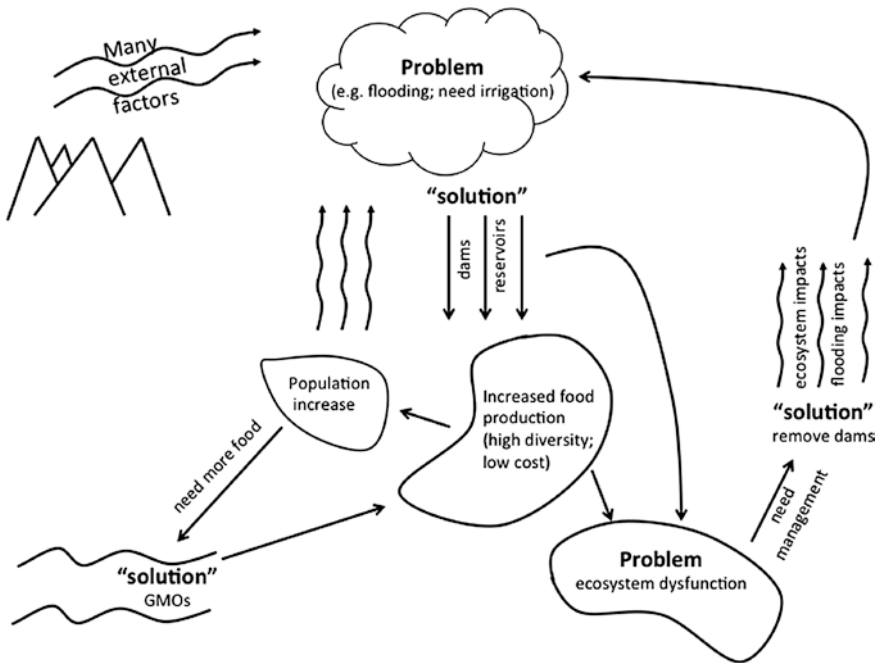 Many
external
factors
Problem
(e.g. flooding; need irrigation)
“solution”
dams
reservoirs
ecosystem impacts
flooding impacts
Population
increase
Increased food
production
(high diversity;
low cost)
“solution”
remove dams
need more food
need
management
Problem
ecosystem dysfunction
“solution”
GMOs